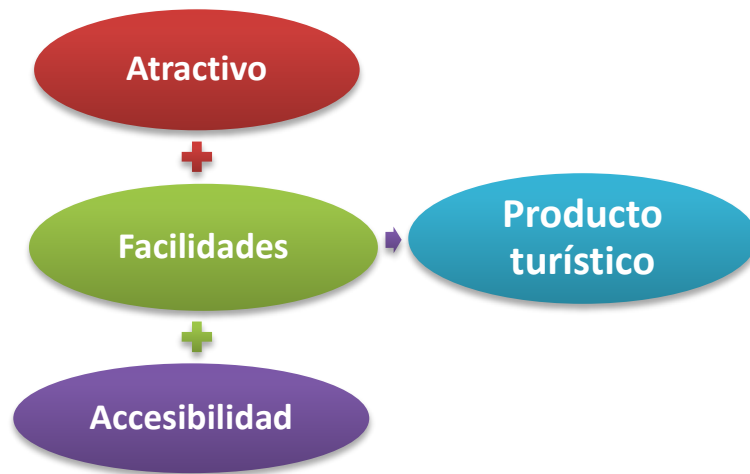 Atractivo
Facilidades
Accesibilidad
Producto
turístico